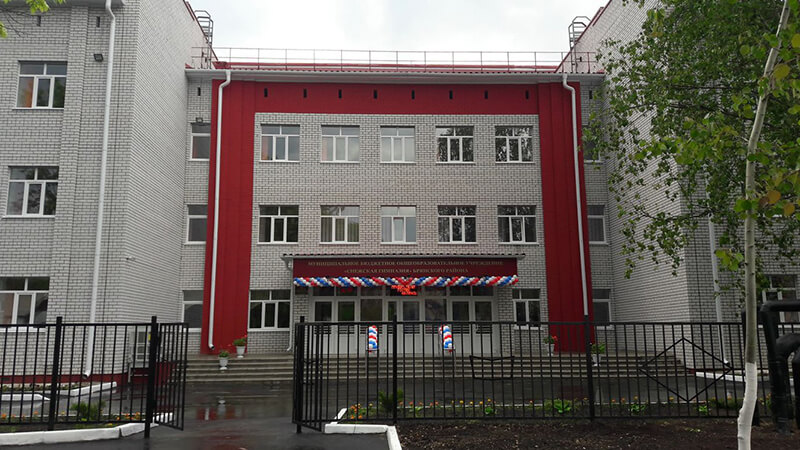 МУНИЦИПАЛЬНОЕ БЮДЖЕТНОЕ ОБЩЕОБРАЗОВАТЕЛЬНОЕ УЧРЕЖДЕНИЕ
«СНЕЖСКАЯ ГИМНАЗИЯ» БРЯНСКОГО РАЙОНА